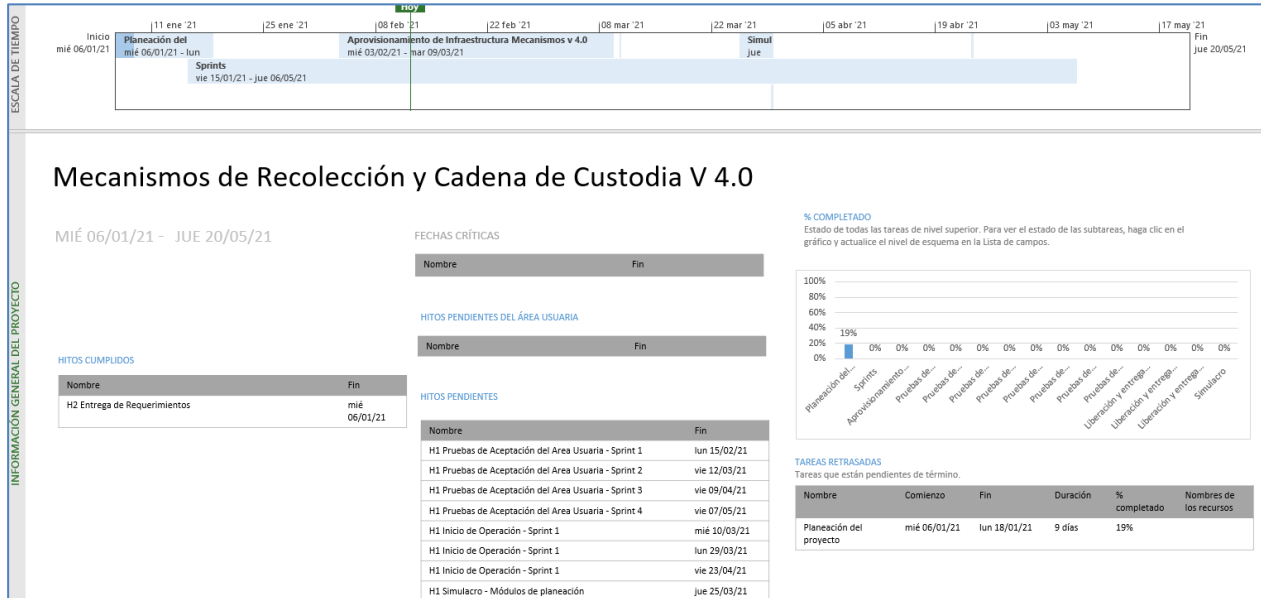 Hoy
11 ene '21
25 ene '21
08 feb '21
22 feb '21
08 mar '21
22 mar '21
05 abr '21
19 abr '21
03 may '21
17 may '21
ESCALA DE TIEMPO
Inicio
mié 06/01/21
Planeación del
mié 06/01/21 - lun
Aprovisionamiento de Infraestructura Mecanismos v 4.0
mié 03/02/21 - mar 09/03/21
Simul
jue
Fin
jue 20/05/21
Sprints
vie 15/01/21 - jue 06/05/21
INFORMACIÓN GENERAL DEL PROYECTO
Mecanismos de Recolección y Cadena de Custodia V 4.0
MIÉ 06/01/21 - JUE 20/05/21
HITOS CUMPLIDOS
Nombre Fin
H2 Entrega de Requerimientos mié
06/01/21
FECHAS CRÍTICAS
Nombre Fin
HITOS PENDIENTES DEL ÁREA USUARIA
Nombre Fin
HITOS PENDIENTES
Nombre Fin
H1 Pruebas de Aceptación del Area Usuaria - Sprint 1 lun 15/02/21
H1 Pruebas de Aceptación del Area Usuaria - Sprint 2 vie 12/03/21
H1 Pruebas de Aceptación del Area Usuaria - Sprint 3 vie 09/04/21
H1 Pruebas de Aceptación del Area Usuaria - Sprint 4 vie 07/05/21
H1 Inicio de Operación - Sprint 1 mié 10/03/21
H1 Inicio de Operación - Sprint 1 lun 29/03/21
H1 Inicio de Operación - Sprint 1 vie 23/04/21
H1 Simulacro - Módulos de planeación jue 25/03/21
% COMPLETADO
Estado de todas las tareas de nivel superior. Para ver el estado de las subtareas, haga clic en el
gráfico y actualice el nivel de esquema en la Lista de campos.
100%
80%
60%
40%
20%
0%
19% 0% 0% 0% 0% 0% 0% 0% 0% 0% 0% 0% 0% 0%
Planeación del...
Sprints
Aprovisionamiento...
Pruebas de...
Pruebas de...
Pruebas de...
Pruebas de...
Pruebas de...
Pruebas de...
Pruebas de...
Liberación y entrega...
Liberación y entrega...
Liberación y entrega...
Simulacro
TAREAS RETRASADAS
Tareas que están pendientes de término.
Nombre Comienzo Fin Duración % completado Nombres de los recursos
Planeación del proyecto mié 06/01/21 lun 18/01/21 9 días 19%